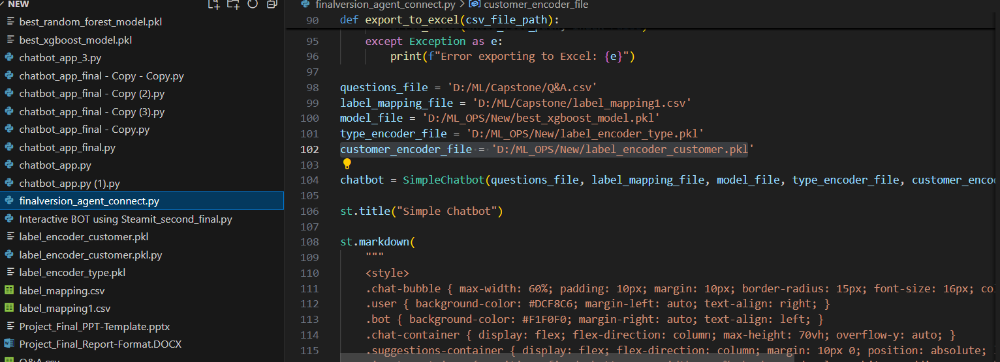 NEW
best_random_forest_model.pkl
best_xgboost_model.pkl
chatbot_app_3.py
chatbot_app_final - Copy - Copy.py
chatbot_app_final - Copy (2).py
chatbot_app_final - Copy (3).py
chatbot_app_final - Copy.py
chatbot_app_final.py
chatbot_app.py
chatbot_app.py (1).py
finalversion_agent_connect.py
Interactive BOT using Steamit_second_final.py
label_encoder_customer.pkl
label_encoder_customer.pkl.py
label_encoder_type.pkl
label_mapping.csv
label_mapping1.csv
Project_Final_PPT-Template.pptx
Project_Final_Report-Format.DOCX
Q&A.csv
finalversion_agent_connect.py > customer_encoder_file
90 def export_to_excel(csv_file_path):
95 except Exception as e:
96 print(f"Error exporting to Excel: {e}")
97
98 questions_file = 'D:/ML/Capstone/Q&A.csv'
99 label_mapping_file = 'D:/ML/Capstone/label_mapping1.csv'
100 model_file = 'D:/ML_OPS/New/best_xgboost_model.pkl'
101 type_encoder_file = 'D:/ML_OPS/New/label_encoder_type.pkl'
102 customer_encoder_file = 'D:/ML_OPS/New/label_encoder_customer.pkl'
103
104 chatbot = SimpleChatbot(questions_file, label_mapping_file, model_file, type_encoder_file, customer_enco
105
106 st.title("Simple Chatbot")
107
108 st.markdown(
109 """
110 <style>
111 .chat-bubble { max-width: 60%; padding: 10px; margin: 10px; border-radius: 15px; font-size: 16px; co
112 .user { background-color: #DCF8C6; margin-left: auto; text-align: right; }
113 .bot { background-color: #F1F0F0; margin-right: auto; text-align: left; }
114 .chat-container { display: flex; flex-direction: column; max-height: 70vh; overflow-y: auto; }
115 .suggestions-container { display: flex; flex-direction: column; margin: 10px 0; position: absolute;